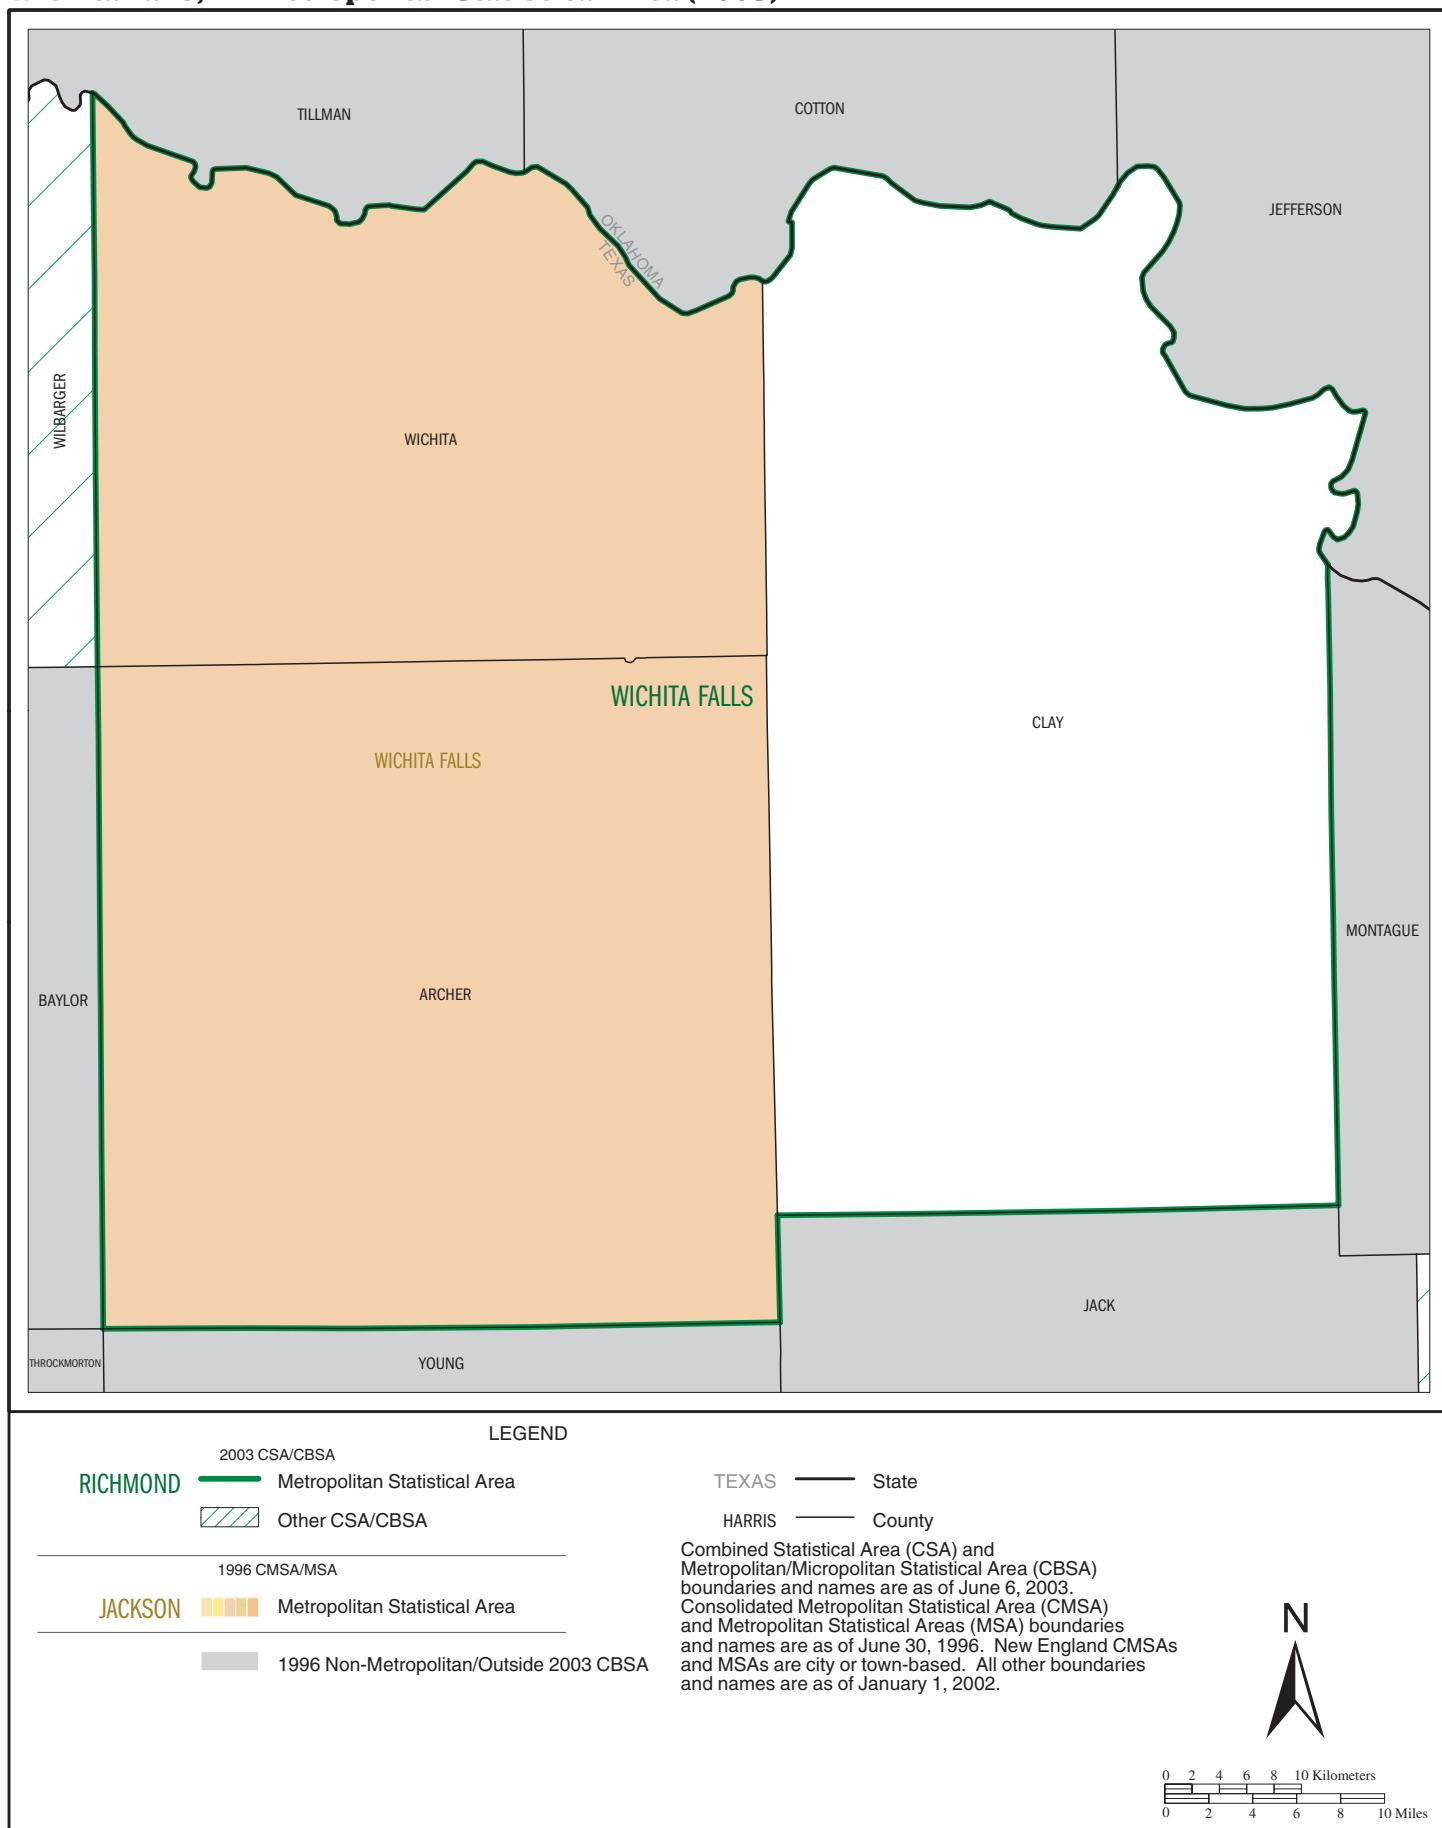 TILLMAN
COTTON
JEFFERSON
OKLAHOMA
TEXAS
WILBARGER
WICHITA
WICHITA FALLS
CLAY
WICHITA FALLS
MONTAGUE
BAYLOR
ARCHER
JACK
THROCKMORTON
YOUNG
LEGEND
2003 CSA/CBSA
RICHMOND Metropolitan Statistical Area
Other CSA/CBSA
1996 CMSA/MSA
JACKSON Metropolitan Statistical Area
1996 Non-Metropolitan/Outside 2003 CBSA
TEXAS State
HARRIS County
Combined Statistical Area (CSA) and
Metropolitan/Micropolitan Statistical Area (CBSA)
boundaries and names are as of June 6, 2003.
Consolidated Metropolitan Statistical Area (CMSA)
and Metropolitan Statistical Areas (MSA) boundaries
and names are as of June 30, 1996. New England CMSAs
and MSAs are city or town-based. All other boundaries
and names are as of January 1, 2002.
N
0 2 4 6 8 10 Kilometers
0 2 4 6 8 10 Miles